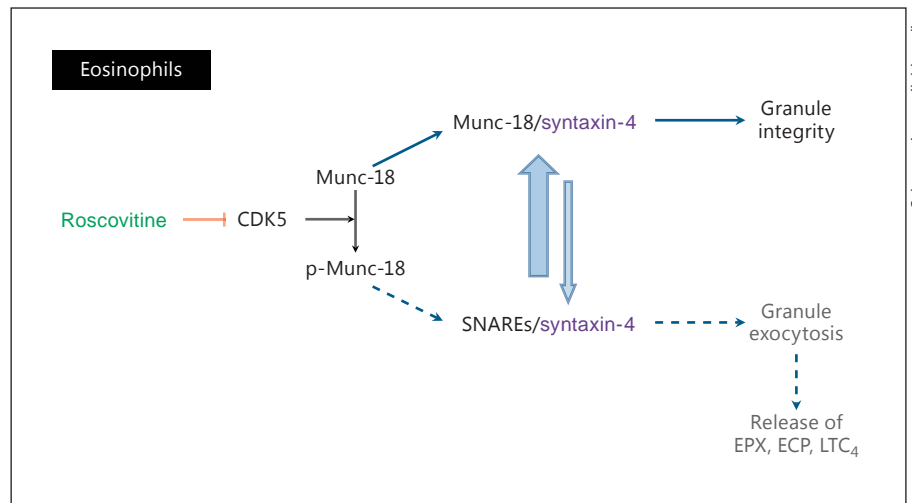 Eosinophils
Munc-18/syntaxin-4
Granule
integrity
Munc-18
Roscovitine
CDK5
p-Munc-18
SNAREs/syntaxin-4
Granule
exocytosis
Release of
EPX, ECP, LTC₄